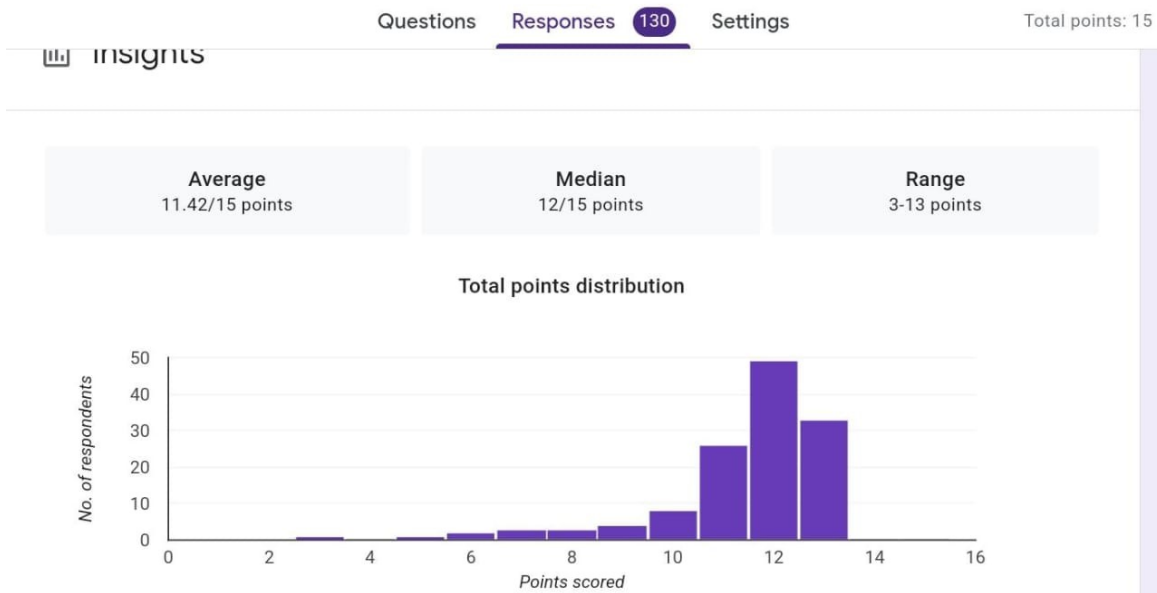 Questions Responses 130 Settings Total points: 15
Insights
Average Median Range
11.42/15 points 12/15 points 3-13 points
Total points distribution
No. of respondents
50
40
30
20
10
0
0 2 4 6 8 10 12 14 16
Points scored